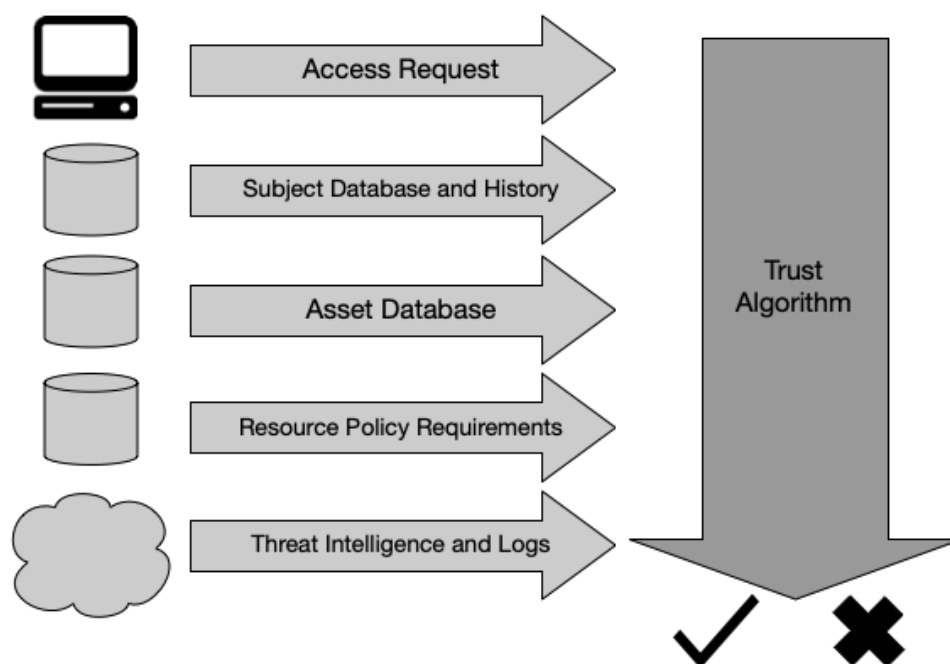 Access Request
Subject Database and History
Asset Database
Resource Policy Requirements
Threat Intelligence and Logs
Trust
Algorithm